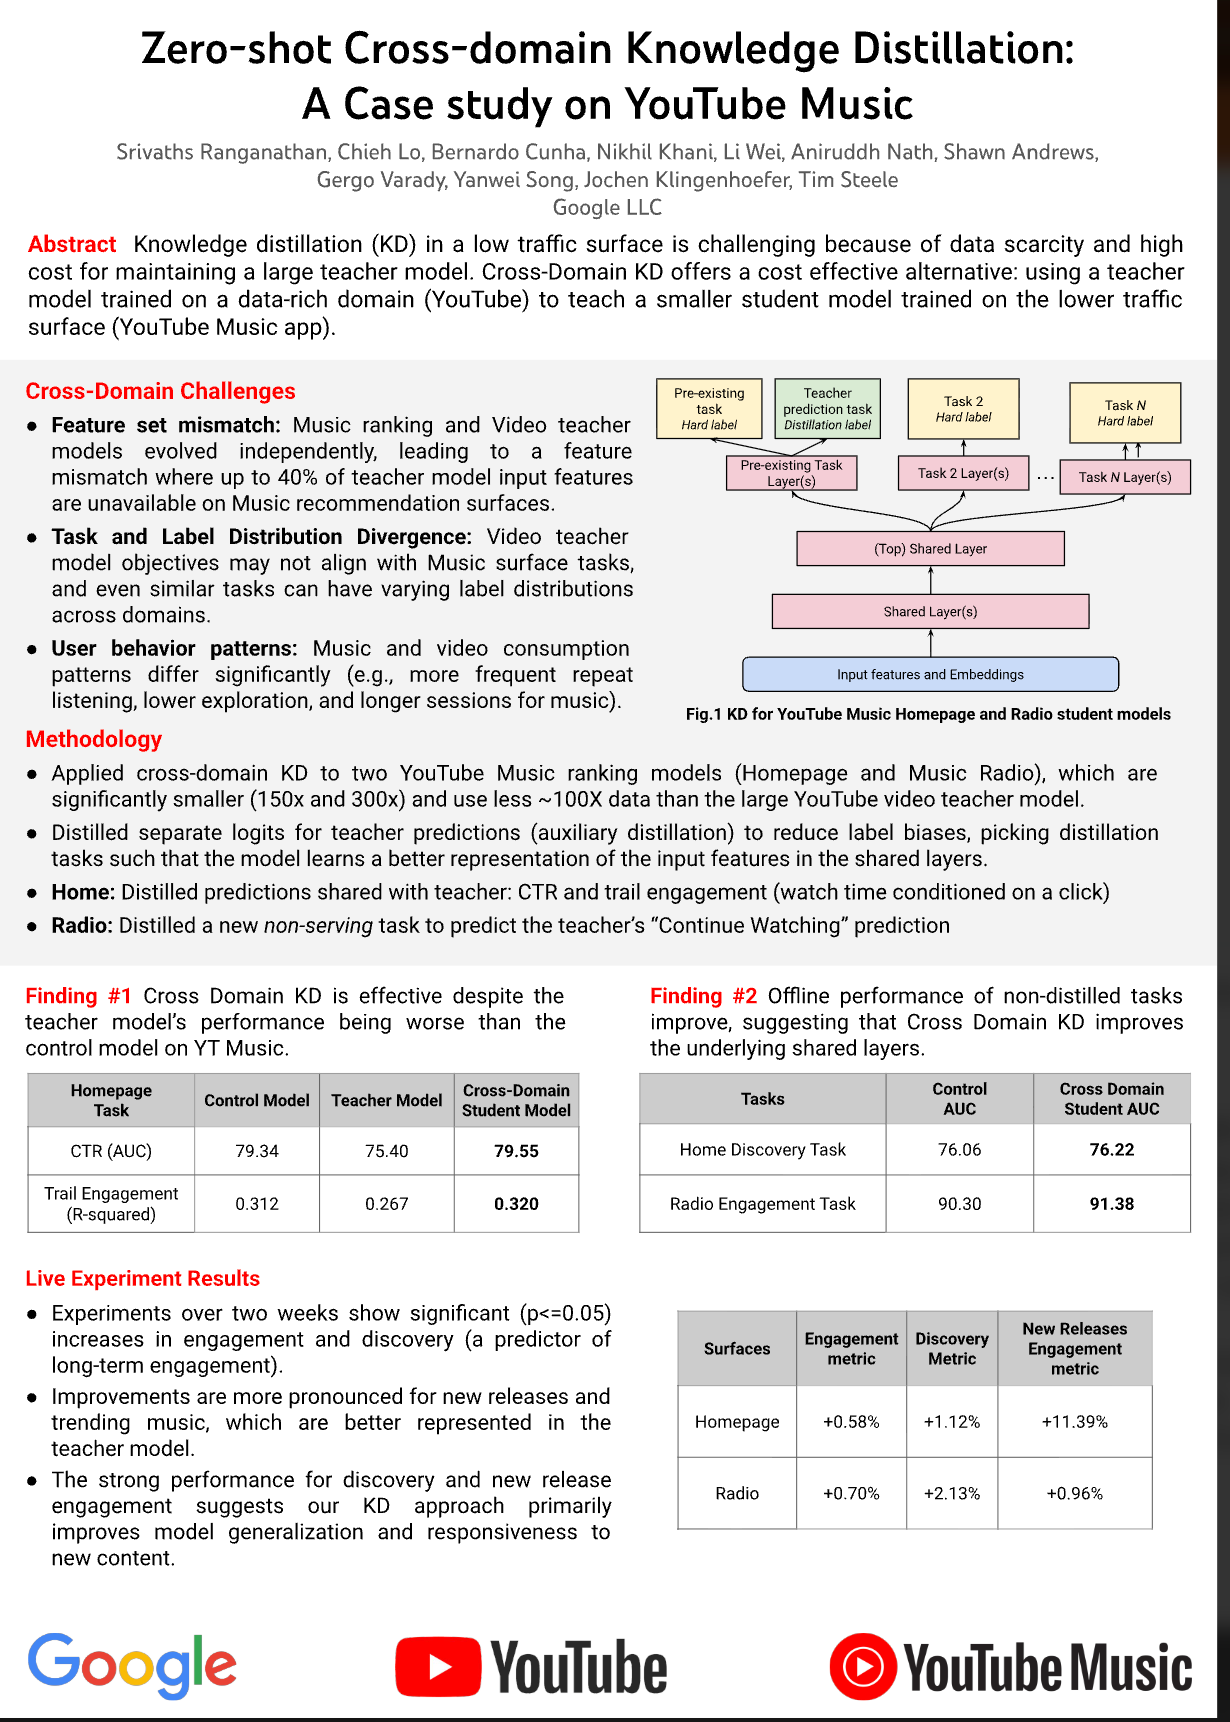 Zero-shot Cross-domain Knowledge Distillation:
A Case study on YouTube Music
Srivaths Ranganathan, Chieh Lo, Bernardo Cunha, Nikhil Khani, Li Wei, Aniruddh Nath, Shawn Andrews,
Gergo Varady, Yanwei Song, Jochen Klingenhoefer, Tim Steele
Google LLC
Abstract Knowledge distillation (KD) in a low traffic surface is challenging because of data scarcity and high
cost for maintaining a large teacher model. Cross-Domain KD offers a cost effective alternative: using a teacher
model trained on a data-rich domain (YouTube) to teach a smaller student model trained on the lower traffic
surface (YouTube Music app).
Cross-Domain Challenges
● Feature set mismatch: Music ranking and Video teacher
models evolved independently, leading to a feature
mismatch where up to 40% of teacher model input features
are unavailable on Music recommendation surfaces.
● Task and Label Distribution Divergence: Video teacher
model objectives may not align with Music surface tasks,
and even similar tasks can have varying label distributions
across domains.
● User behavior patterns: Music and video consumption
patterns differ significantly (e.g., more frequent repeat
listening, lower exploration, and longer sessions for music).
Pre-existing
task
Hard label
Teacher
prediction task
Distillation label
Task 2
Hard label
Task N
Hard label
Pre-existing Task
Layer(s)
Task 2 Layer(s)
...
Task N Layer(s)
(Top) Shared Layer
Shared Layer(s)
Input features and Embeddings
Fig.1 KD for YouTube Music Homepage and Radio student models
Methodology
● Applied cross-domain KD to two YouTube Music ranking models (Homepage and Music Radio), which are
significantly smaller (150x and 300x) and use less ~100X data than the large YouTube video teacher model.
● Distilled separate logits for teacher predictions (auxiliary distillation) to reduce label biases, picking distillation
tasks such that the model learns a better representation of the input features in the shared layers.
● Home: Distilled predictions shared with teacher: CTR and trail engagement (watch time conditioned on a click)
● Radio: Distilled a new non-serving task to predict the teacher's “Continue Watching” prediction
Finding #1 Cross Domain KD is effective despite the
teacher model's performance being worse than the
control model on YT Music.
Homepage
Task
Control Model
Teacher Model
Cross-Domain
Student Model
CTR (AUC) 79.34 75.40 79.55
Trail Engagement
(R-squared)
0.312 0.267 0.320
Finding #2 Offline performance of non-distilled tasks
improve, suggesting that Cross Domain KD improves
the underlying shared layers.
Tasks
Control
AUC
Cross Domain
Student AUC
Home Discovery Task 76.06 76.22
Radio Engagement Task 90.30 91.38
Live Experiment Results
● Experiments over two weeks show significant (p<=0.05)
increases in engagement and discovery (a predictor of
long-term engagement).
● Improvements are more pronounced for new releases and
trending music, which are better represented in the
teacher model.
● The strong performance for discovery and new release
engagement suggests our KD approach primarily
improves model generalization and responsiveness to
new content.
Surfaces
Engagement
metric
Discovery
Metric
New Releases
Engagement
metric
Homepage +0.58% +1.12% +11.39%
Radio +0.70% +2.13% +0.96%
Google YouTube YouTube Music